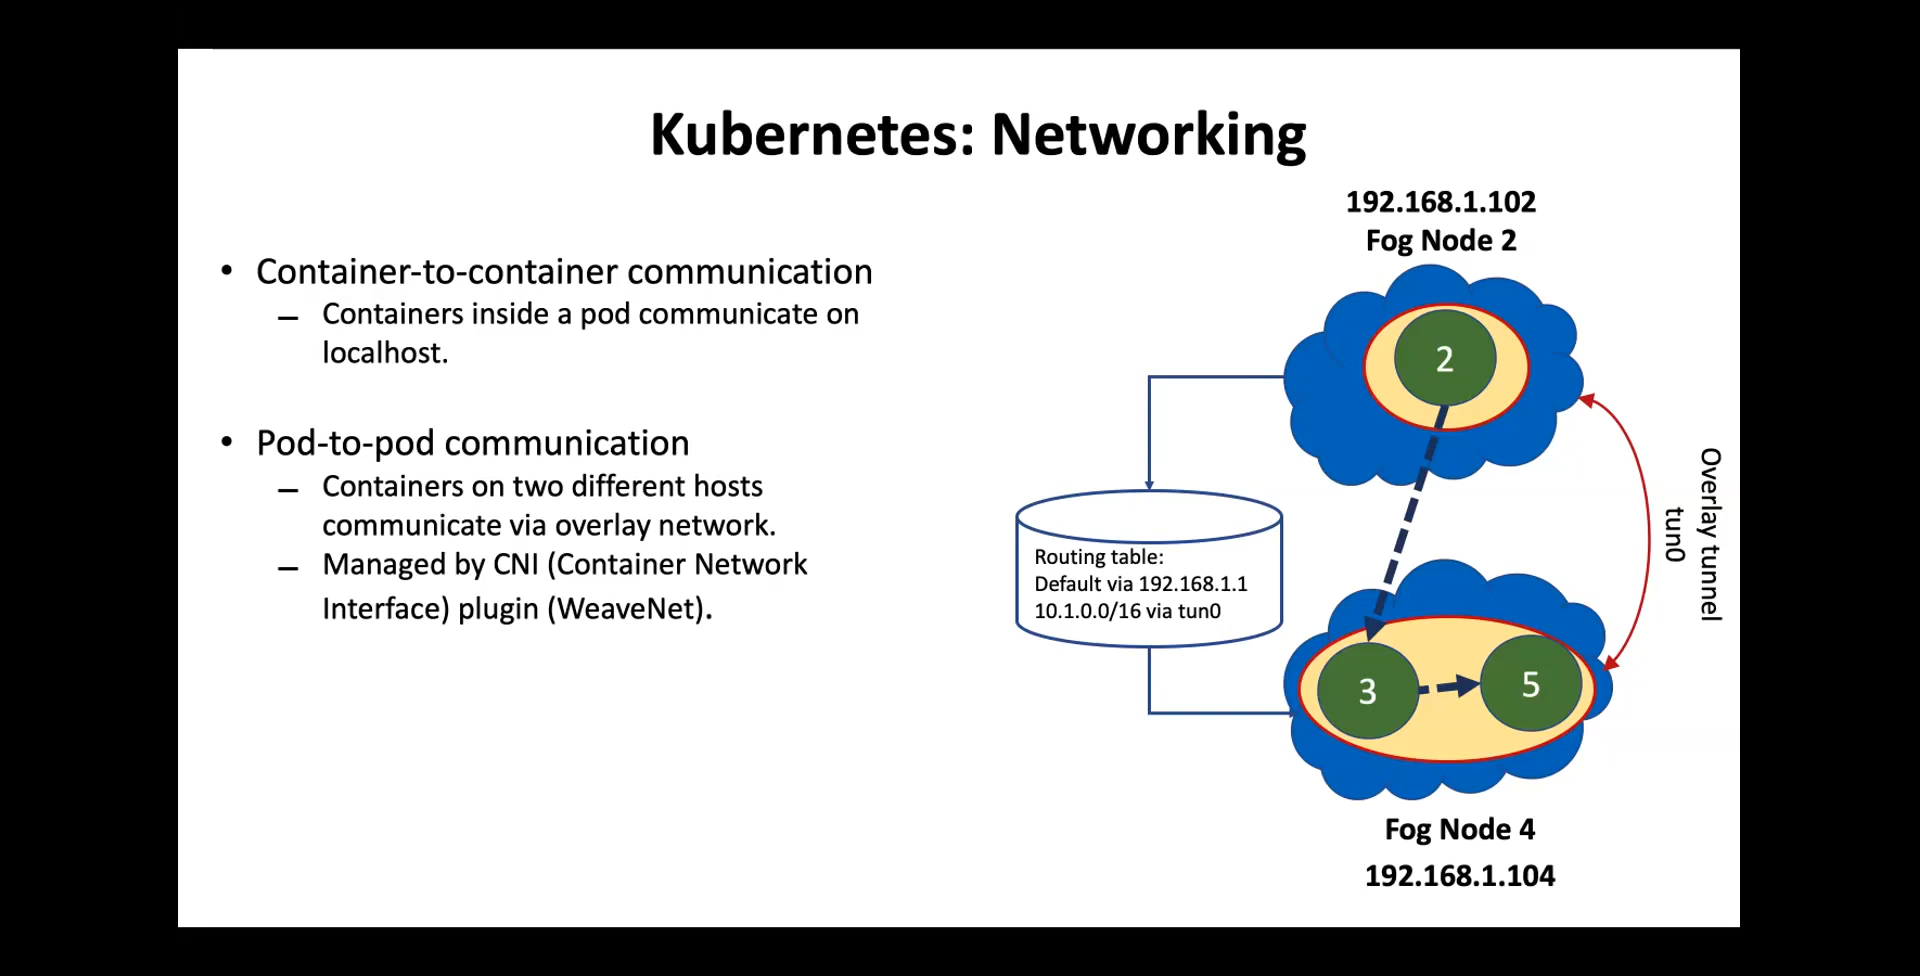 Kubernetes: Networking
• Container-to-container communication
– Containers inside a pod communicate on
localhost.
• Pod-to-pod communication
– Containers on two different hosts
communicate via overlay network.
– Managed by CNI (Container Network
Interface) plugin (WeaveNet).
192.168.1.102
Fog Node 2
2
Routing table:
Default via 192.168.1.1
10.1.0.0/16 via tun0
3
5
Overlay tunnel
tun0
Fog Node 4
192.168.1.104